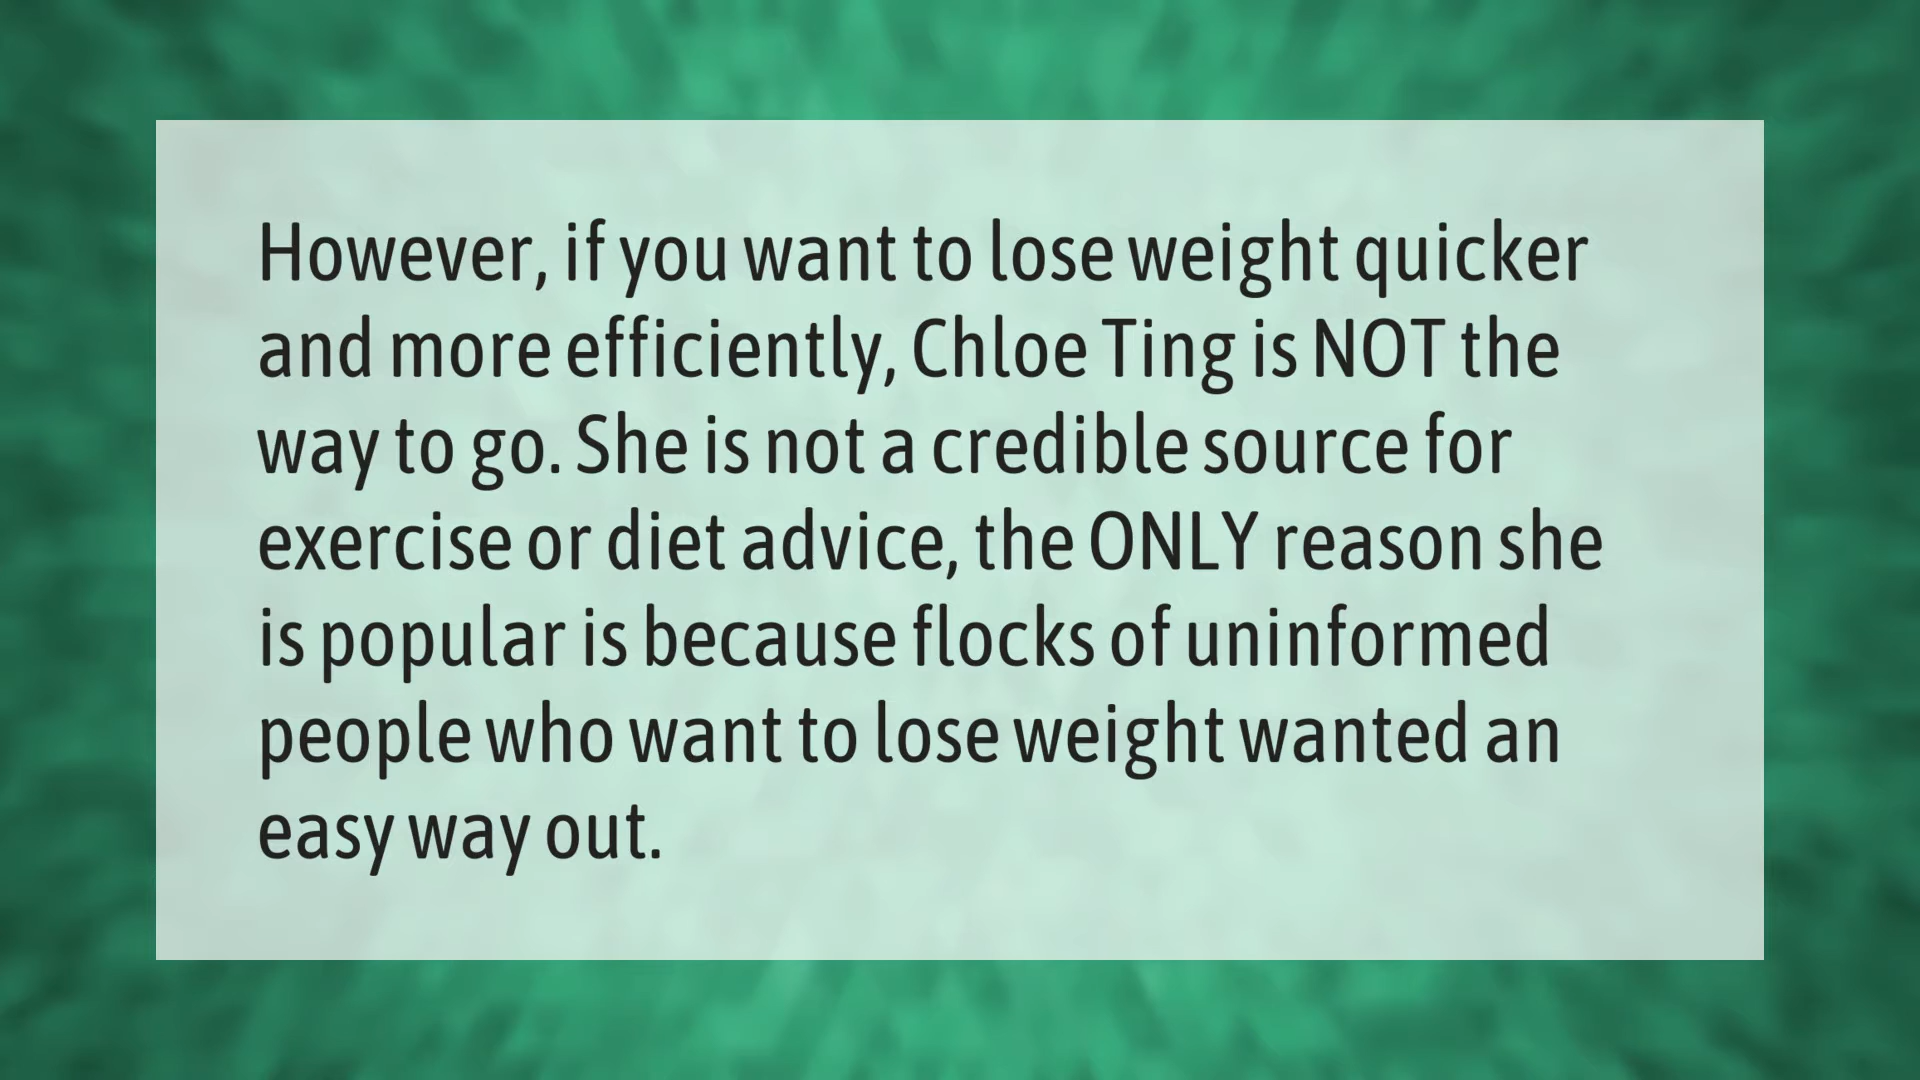 However, if you want to lose weight quicker
and more efficiently, Chloe Ting is NOT the
way to go. She is not a credible source for
exercise or diet advice, the ONLY reason she
is popular is because flocks of uninformed
people who want to lose weight wanted an
easy way out.